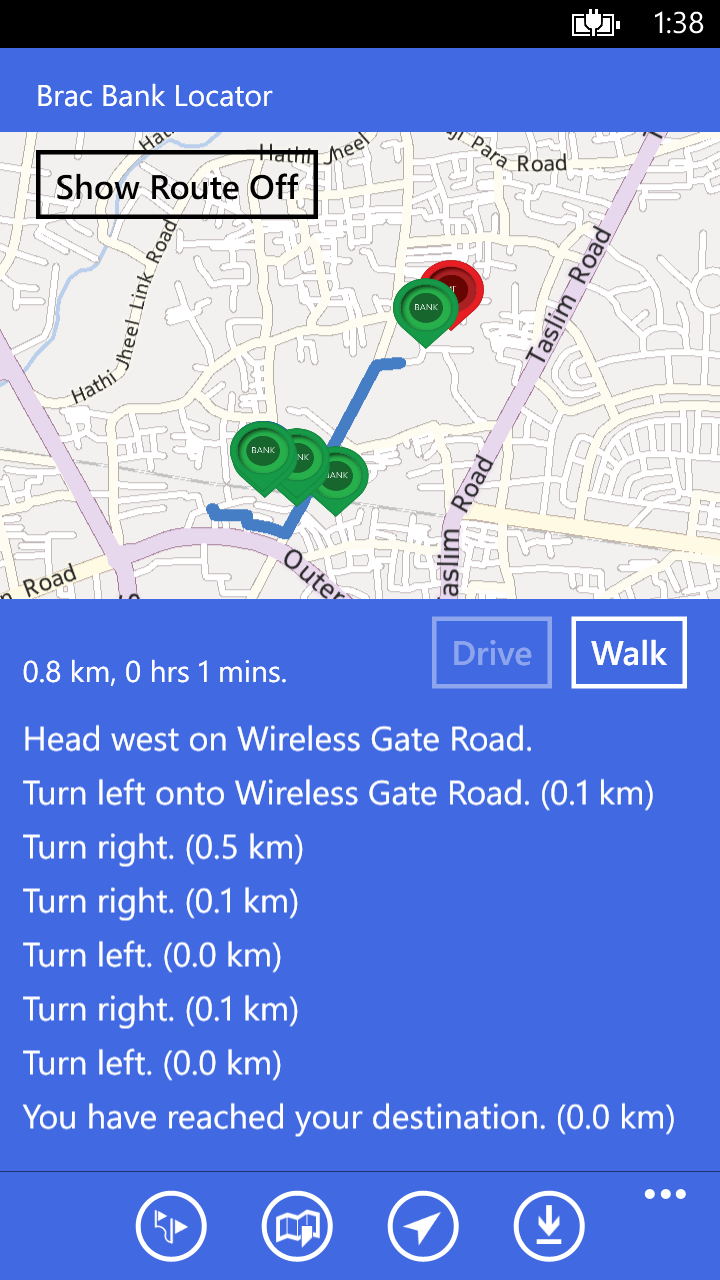 1:38
Brac Bank Locator
Hathi Jheel
Para Road
Show Route Off
Hathi Jheel Link Road
Taslim Road
BANK
BANK
Taslim Road
Road
Outer
0.8 km, 0 hrs 1 mins.
Drive
Walk
Head west on Wireless Gate Road.
Turn left onto Wireless Gate Road. (0.1 km)
Turn right. (0.5 km)
Turn right. (0.1 km)
Turn left. (0.0 km)
Turn right. (0.1 km)
Turn left. (0.0 km)
You have reached your destination. (0.0 km)